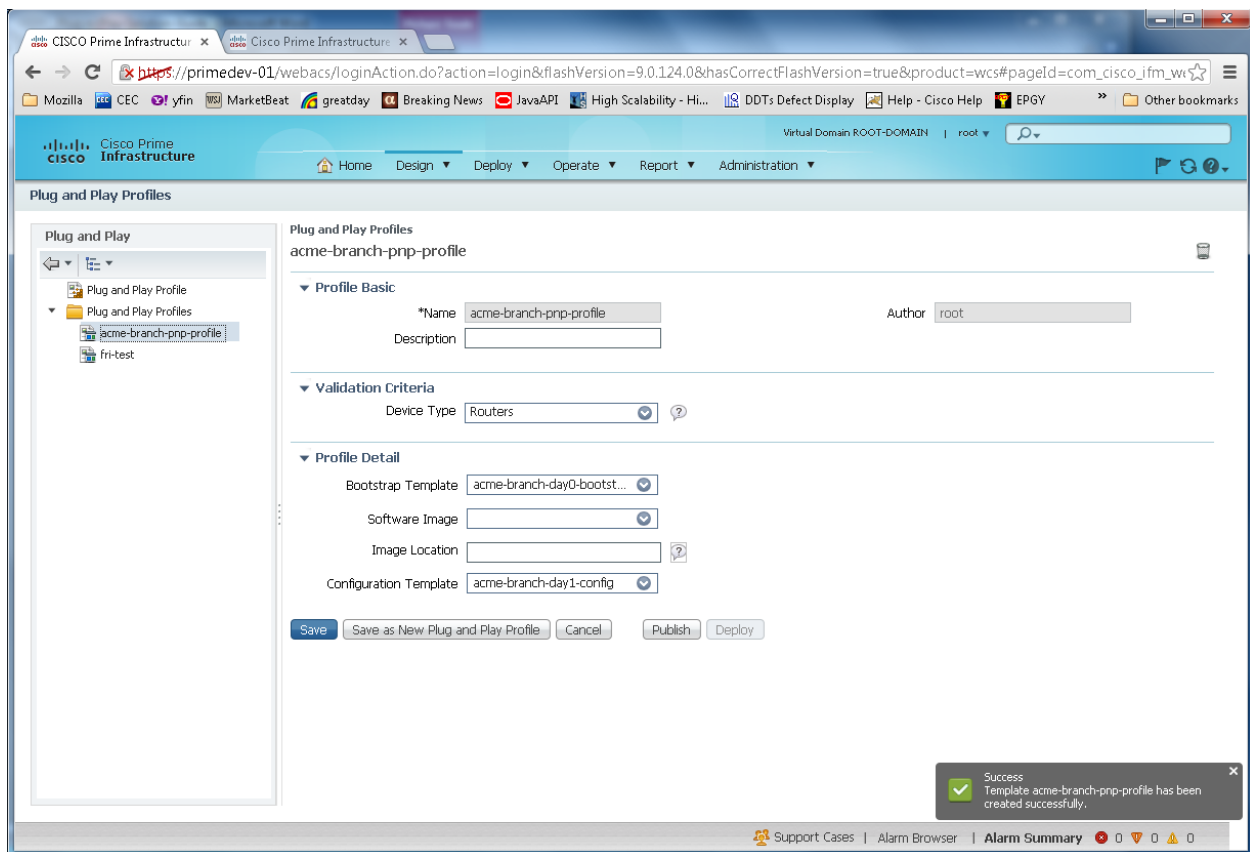 CISCO Prime Infrastructur x
Cisco Prime Infrastructure x
https://primedev-01/webacs/loginAction.do?action=login&flashVersion=9.0.124.0&hasCorrectFlashVersion=true&product=wcs#pageId=com_cisco_ifm_we
Mozilla CEC yfin MarketBeat greatday Breaking News JavaAPI High Scalability - Hi... DDTs Defect Display Help - Cisco Help EPGY » Other bookmarks
Virtual Domain ROOT-DOMAIN | root
cisco Cisco Prime
Infrastructure
Home Design Deploy Operate Report Administration
Plug and Play Profiles
Plug and Play
Plug and Play Profile
Plug and Play Profiles
acme-branch-pnp-profile
fri-test
Plug and Play Profiles
acme-branch-pnp-profile
Profile Basic
*Name acme-branch-pnp-profile Author root
Description
Validation Criteria
Device Type Routers ?
Profile Detail
Bootstrap Template acme-branch-day0-bootst...
Software Image
Image Location ?
Configuration Template acme-branch-day1-config
Save Save as New Plug and Play Profile Cancel Publish Deploy
Success
Template acme-branch-pnp-profile has been
created successfully.
Support Cases | Alarm Browser | Alarm Summary 0 0 0